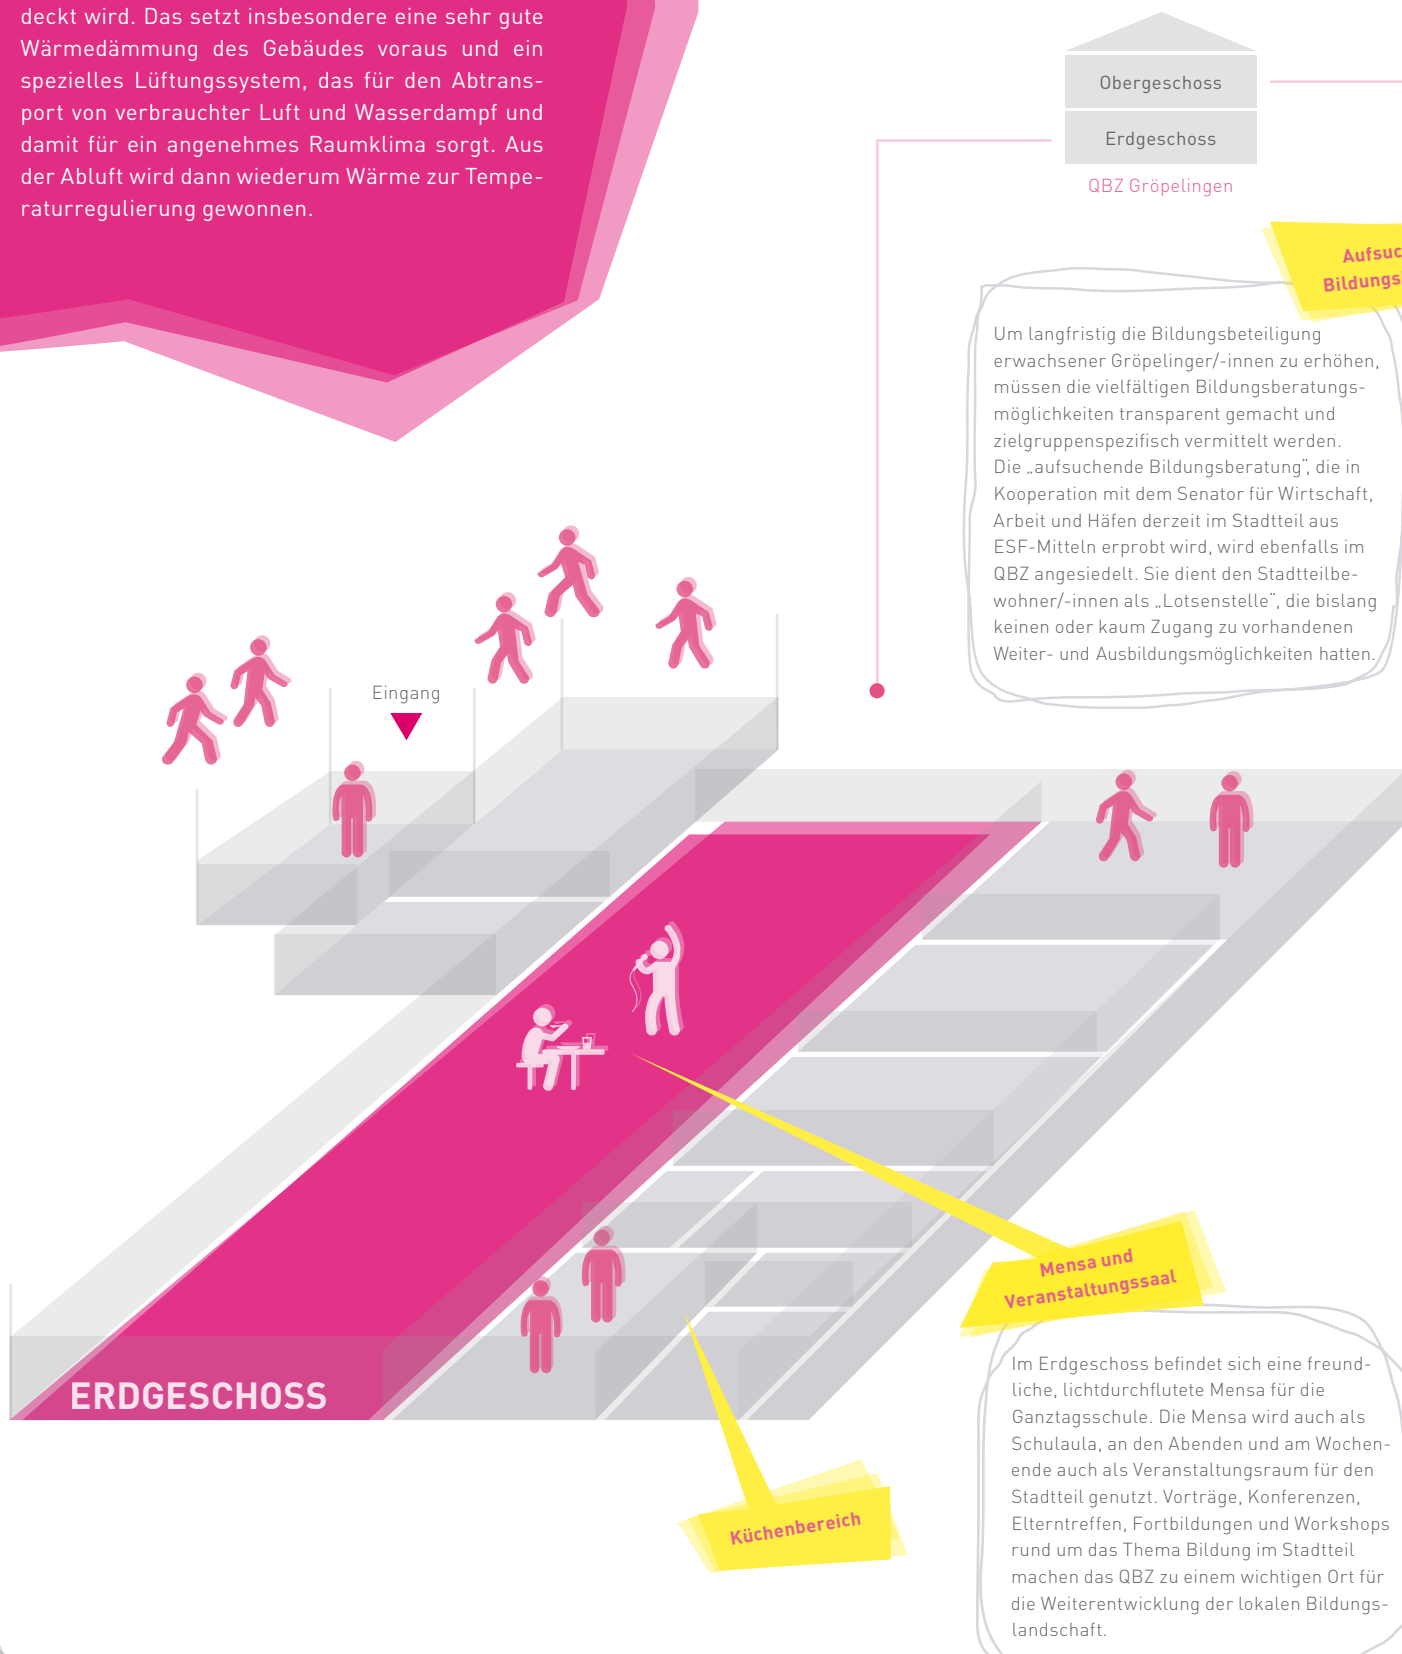 deckt wird. Das setzt insbesondere eine sehr gute
Wärmedämmung des Gebäudes voraus und ein
spezielles Lüftungssystem, das für den Abtrans-
port von verbrauchter Luft und Wasserdampf und
damit für ein angenehmes Raumklima sorgt. Aus
der Abluft wird dann wiederum Wärme zur Tempe-
raturregulierung gewonnen.
Obergeschoss
Erdgeschoss
QBZ Gröpelingen
Aufsuc
Bildungs
Um langfristig die Bildungsbeteiligung
erwachsener Gröpelinger/-innen zu erhöhen,
müssen die vielfältigen Bildungsberatungs-
möglichkeiten transparent gemacht und
zielgruppenspezifisch vermittelt werden.
Die „aufsuchende Bildungsberatung“, die in
Kooperation mit dem Senator für Wirtschaft,
Arbeit und Häfen derzeit im Stadtteil aus
ESF-Mitteln erprobt wird, wird ebenfalls im
QBZ angesiedelt. Sie dient den Stadtteilbe-
wohner/-innen als „Lotsenstelle“, die bislang
keinen oder kaum Zugang zu vorhandenen
Weiter- und Ausbildungsmöglichkeiten hatten.
Eingang
Mensa und
Veranstaltungssaal
Im Erdgeschoss befindet sich eine freund-
liche, lichtdurchflutete Mensa für die
Ganztagsschule. Die Mensa wird auch als
Schulaula, an den Abenden und am Wochen-
ende auch als Veranstaltungsraum für den
Stadtteil genutzt. Vorträge, Konferenzen,
Elterntreffen, Fortbildungen und Workshops
rund um das Thema Bildung im Stadtteil
machen das QBZ zu einem wichtigen Ort für
die Weiterentwicklung der lokalen Bildungs-
landschaft.
ERDGESCHOSS
Küchenbereich